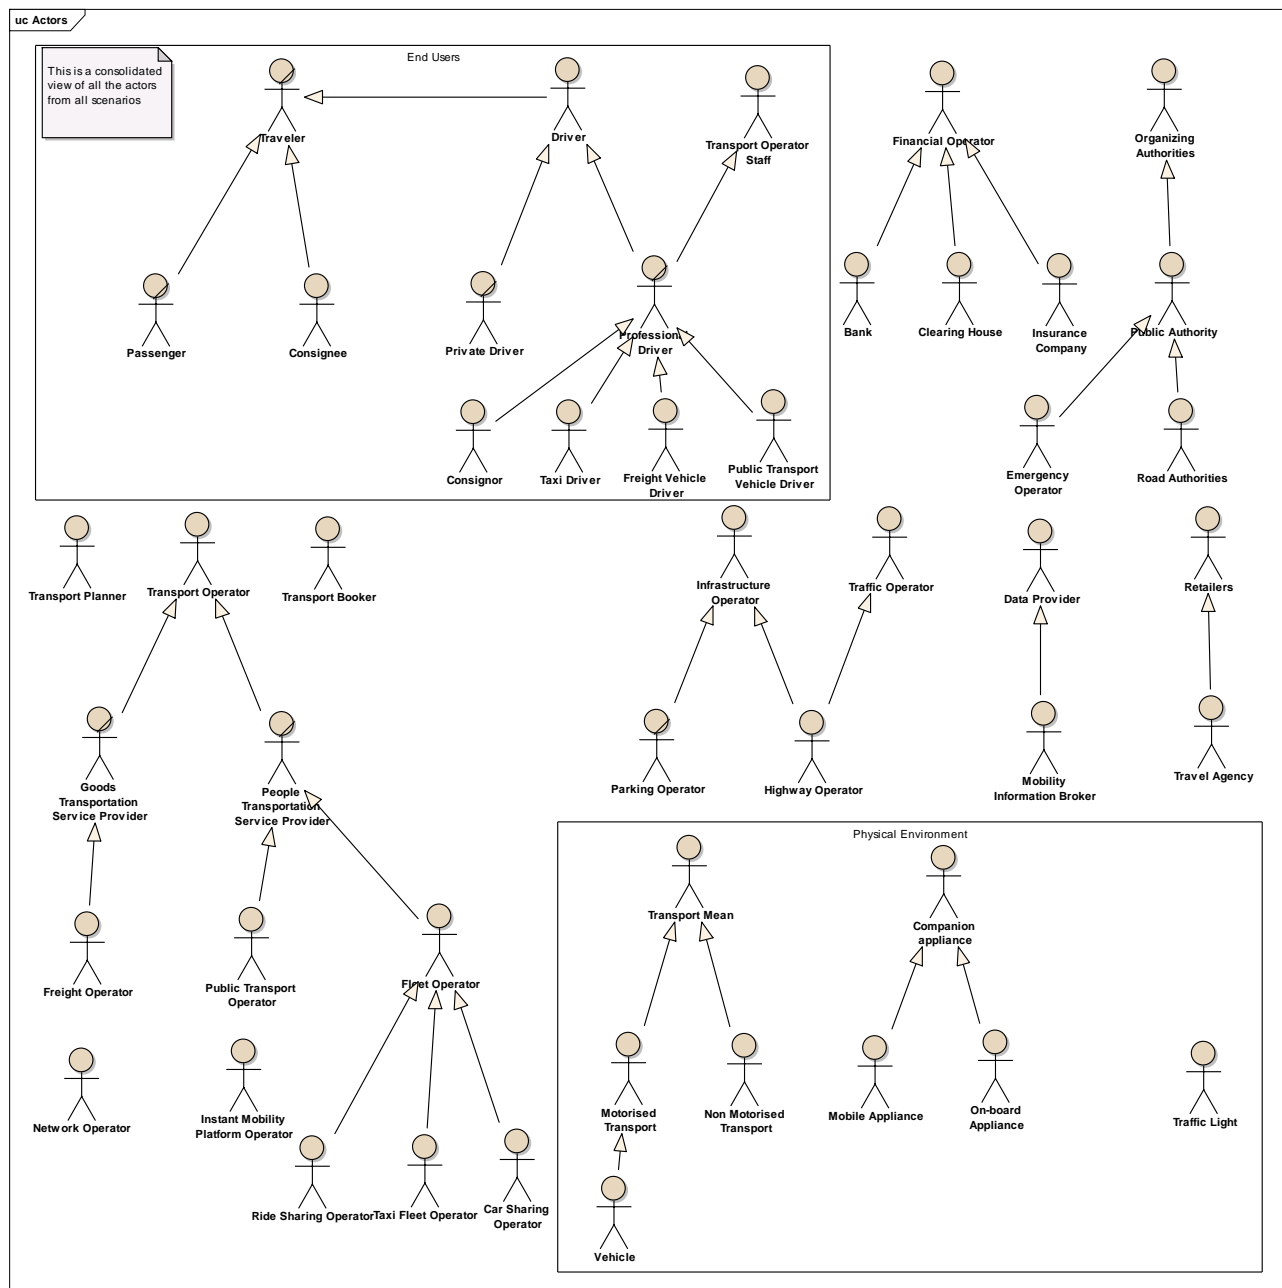 uc Actors
End Users
This is a consolidated
view of all the actors
from all scenarios
Traveler
Driver
Transport Operator
Staff
Financial Operator
Organizing
Authorities
Passenger
Consignee
Private Driver
Professional
Driver
Bank
Clearing House
Insurance
Company
Public Authority
Consignor
Taxi Driver
Freight Vehicle
Driver
Public Transport
Vehicle Driver
Emergency
Operator
Road Authorities
Transport Planner
Transport Operator
Transport Booker
Infrastructure
Operator
Traffic Operator
Data Provider
Retailers
Goods
Transportation
Service Provider
People
Transportation
Service Provider
Parking Operator
Highway Operator
Mobility
Information Broker
Travel Agency
Physical Environment
Transport Mean
Companion
appliance
Freight Operator
Public Transport
Operator
Fleet Operator
Network Operator
Instant Mobility
Platform Operator
Motorised
Transport
Non Motorised
Transport
Mobile Appliance
On-board
Appliance
Traffic Light
Ride Sharing Operator
Taxi Fleet Operator
Car Sharing
Operator
Vehicle